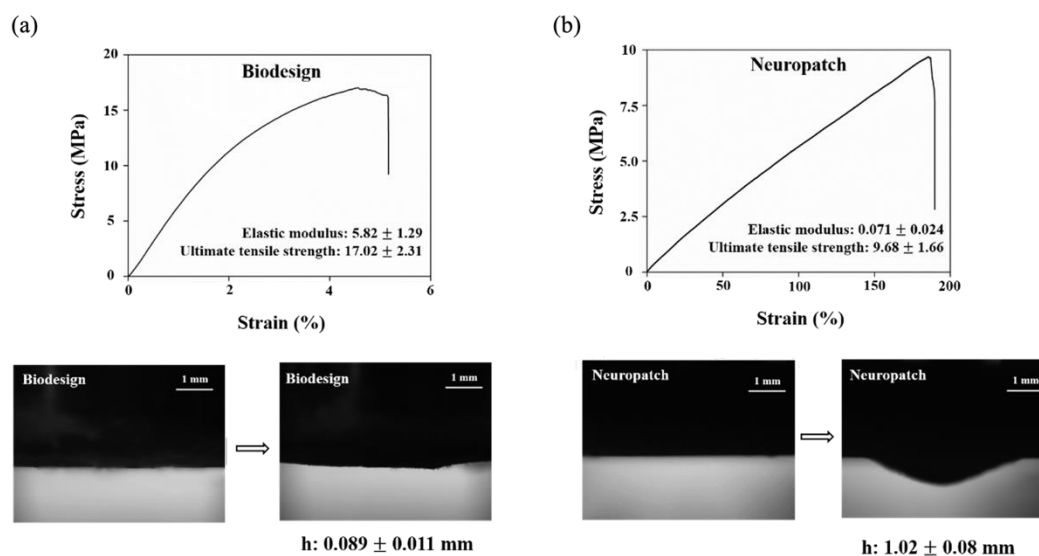 (a)
20
15
10
5
0
0
2
4
6
Stress (MPa)
Strain (%)
Biodesign
Elastic modulus: 5.82 ± 1.29
Ultimate tensile strength: 17.02 ± 2.31
(b)
10
7.5
5.0
2.5
0
0
50
100
150
200
Stress (MPa)
Strain (%)
Neuropatch
Elastic modulus: 0.071 ± 0.024
Ultimate tensile strength: 9.68 ± 1.66
Biodesign
1 mm
Biodesign
1 mm
h: 0.089 ± 0.011 mm
Neuropatch
1 mm
Neuropatch
1 mm
h: 1.02 ± 0.08 mm